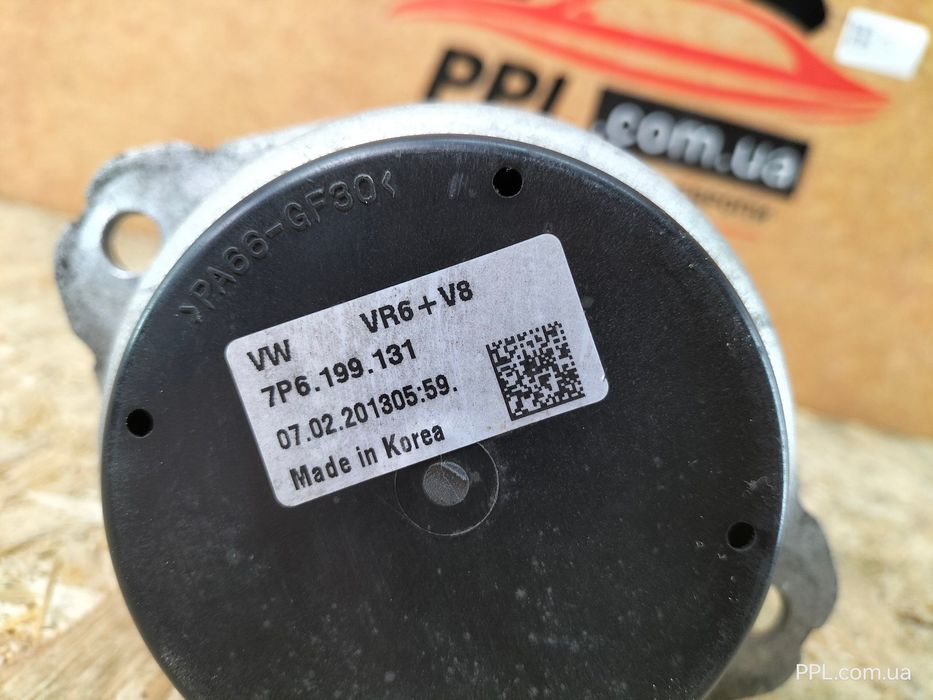 PPL
.com.ua
>PA66-GF30<
VW VR6+V8
7P6.199.131
07.02.201305:59.
Made in Korea
PPL.com.ua